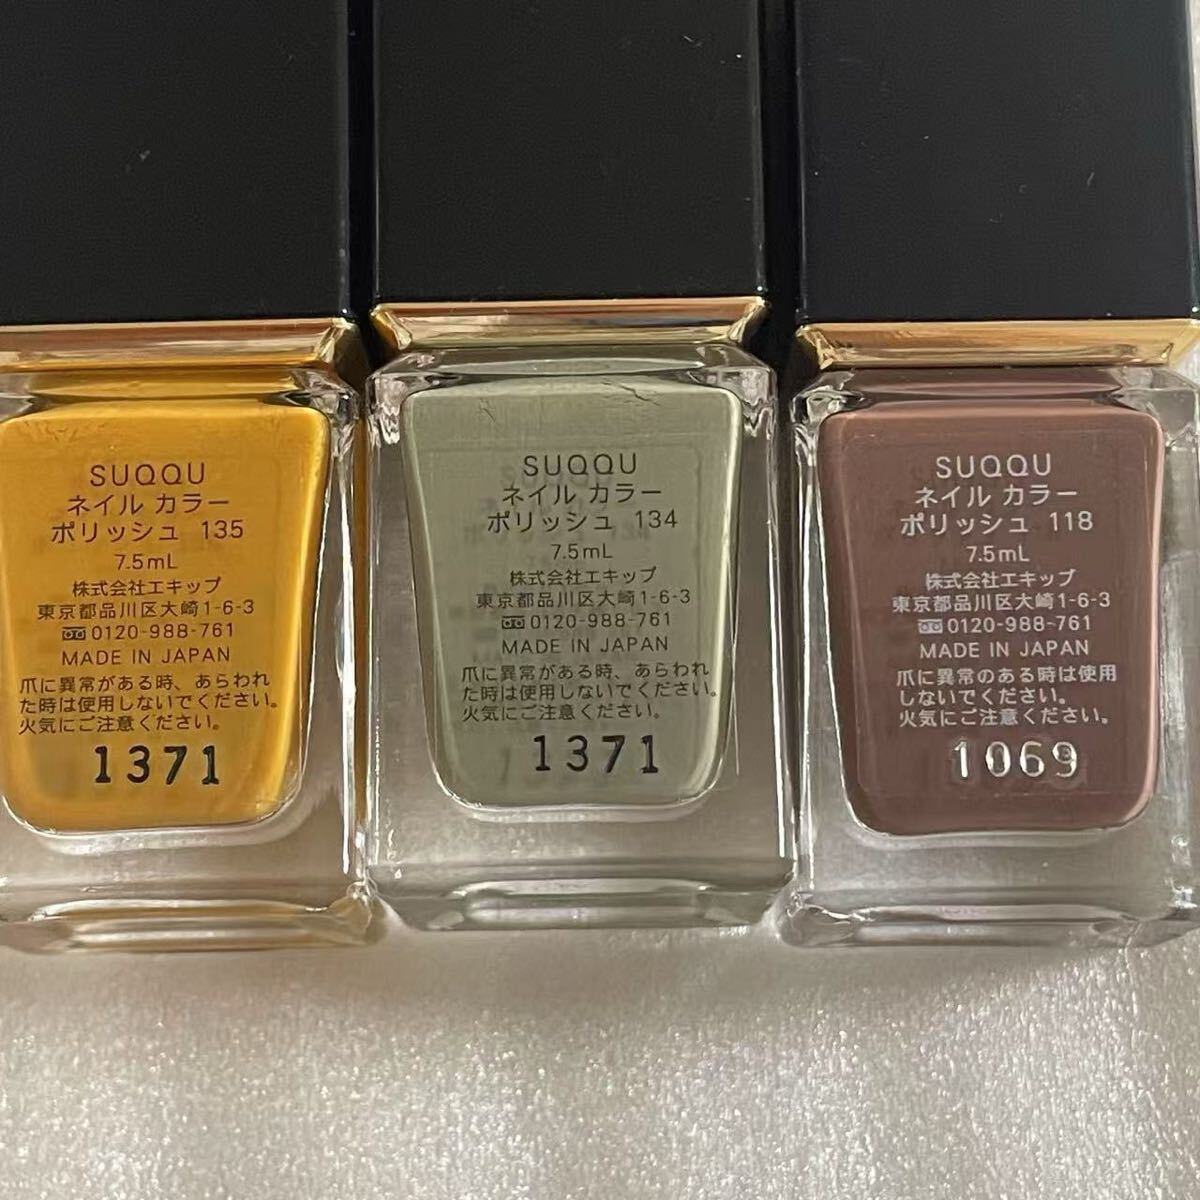 SUQQU
ネイル カラー
ポリッシュ 135
7.5mL
株式会社エキップ
東京都品川区大崎1-6-3
0120-988-761
MADE IN JAPAN
爪に異常がある時、あらわれ
た時は使用しないでください。
火気にご注意ください。
1371
SUQQU
ネイル カラー
ポリッシュ 134
7.5mL
株式会社エキップ
東京都品川区大崎1-6-3
0120-988-761
MADE IN JAPAN
爪に異常がある時、あらわれ
た時は使用しないでください。
火気にご注意ください。
1371
SUQQU
ネイル カラー
ポリッシュ 118
7.5mL
株式会社エキップ
東京都品川区大崎1-6-3
0120-988-761
MADE IN JAPAN
爪に異常のある時は使用
しないでください。
火気にご注意ください。
1069